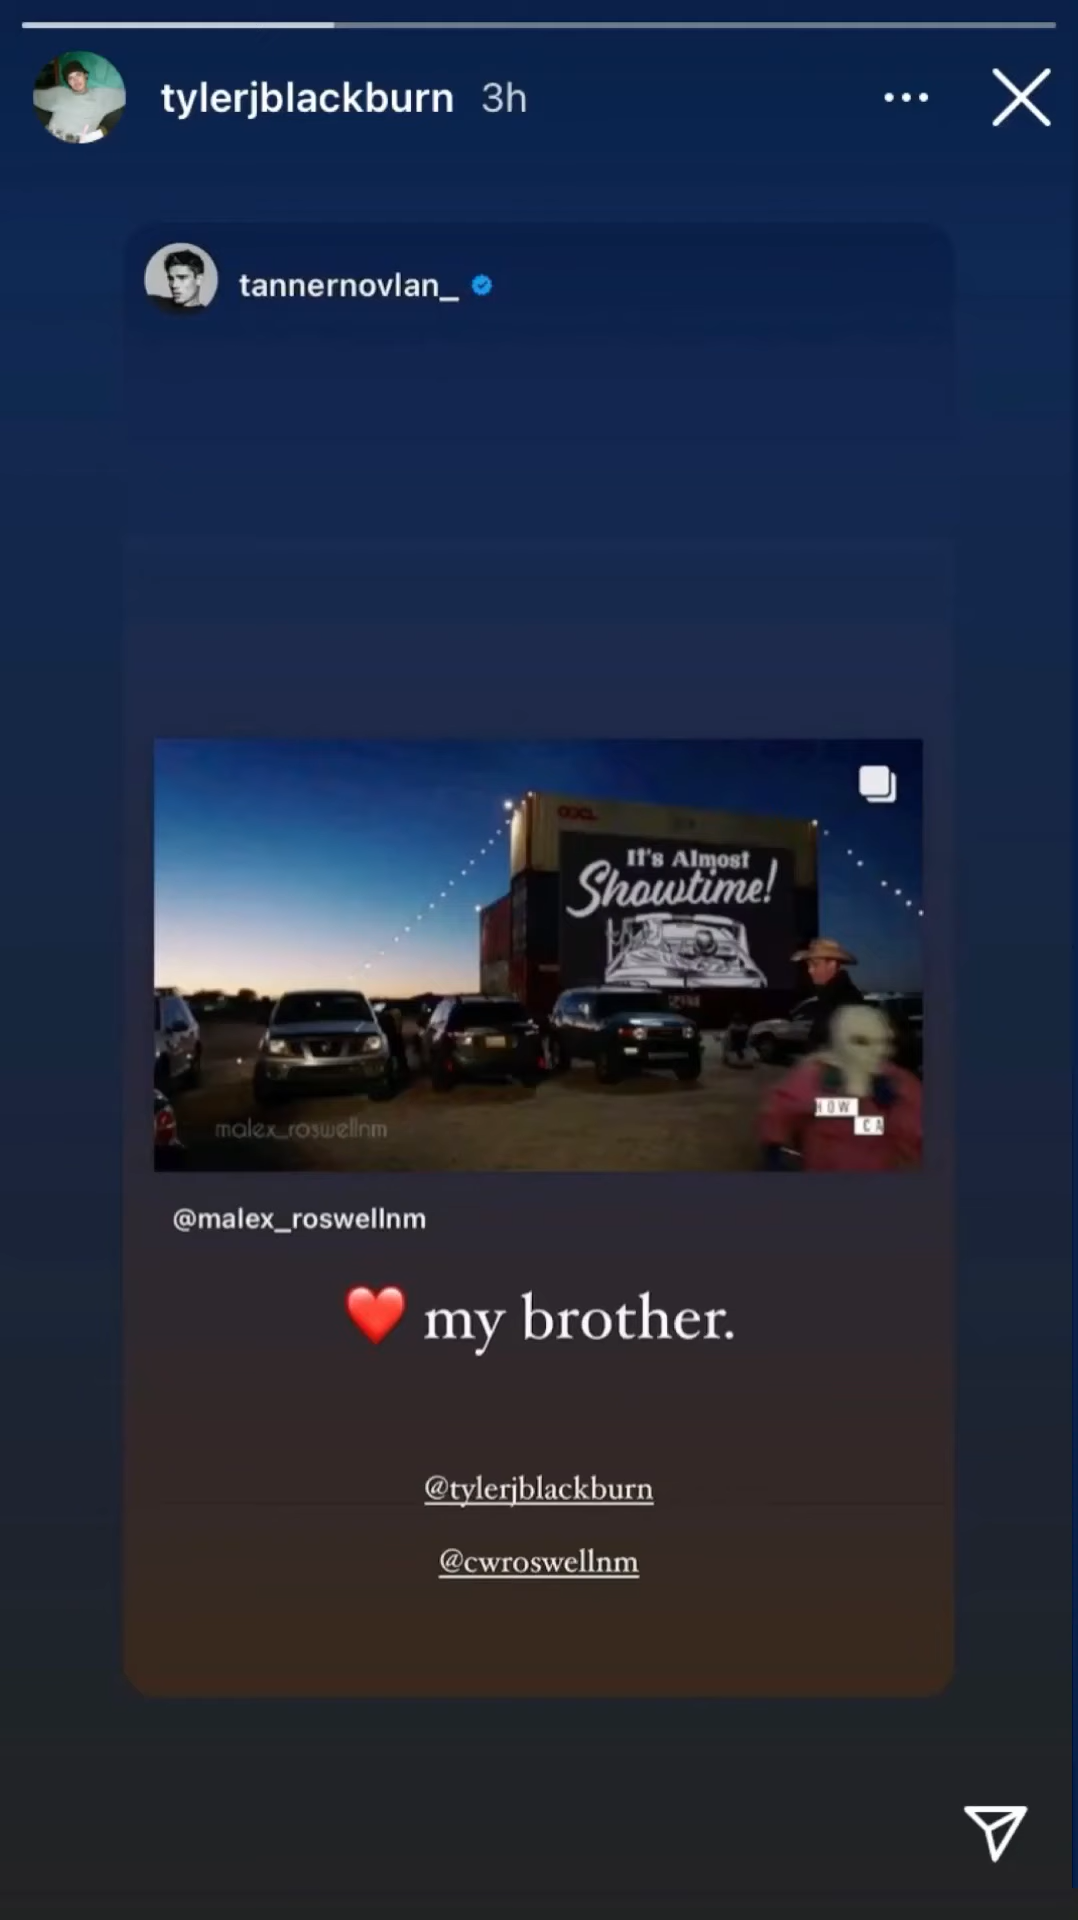 tylerjblackburn 3h
tannernovlan_
It's Almost
Showtime!
malex_roswellnm
@malex_roswellnm
❤️ my brother.
@tylerjblackburn
@cwroswellnm